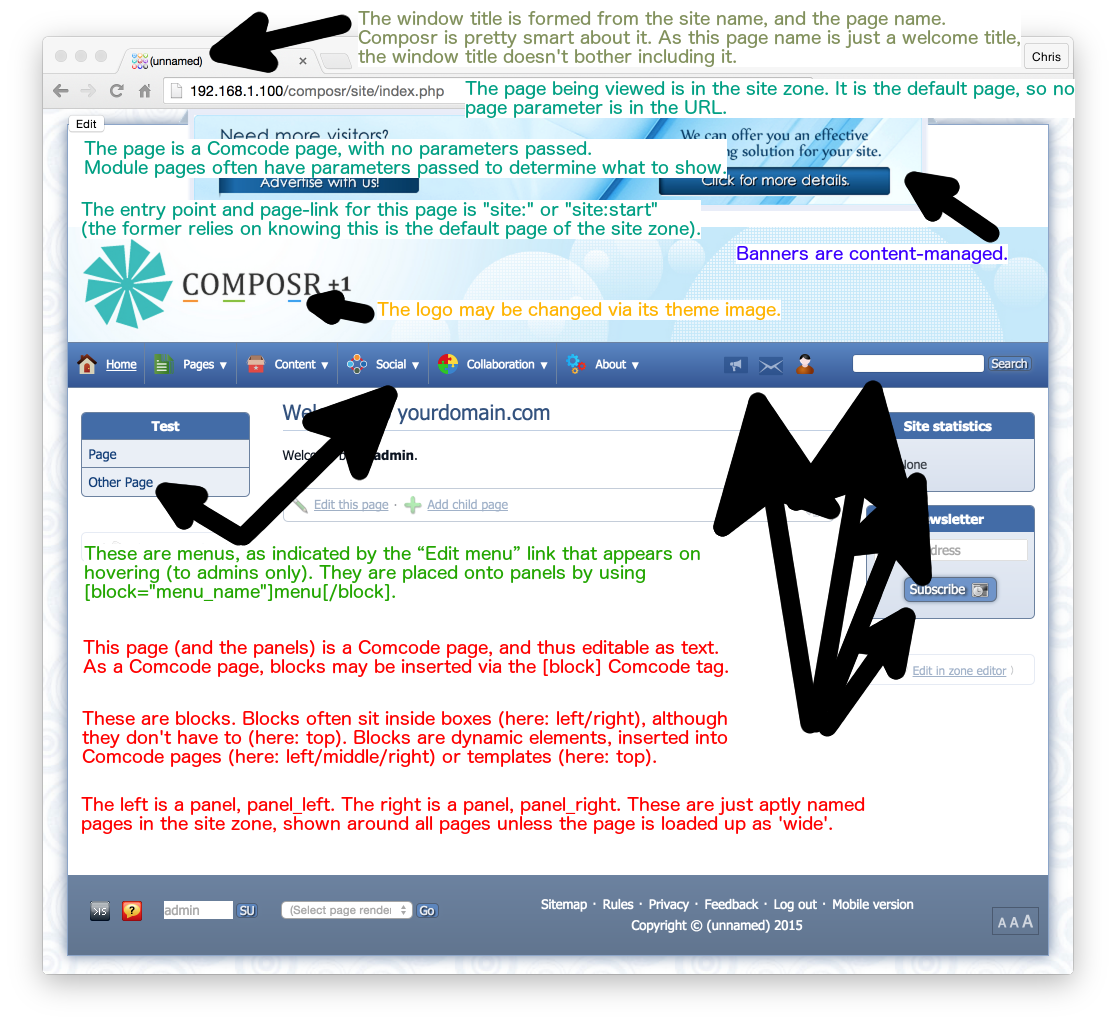 The window title is formed from the site name, and the page name.
Composr is pretty smart about it. As this page name is just a welcome title,
the window title doesn't bother including it.
(unnamed)
Chris
192.168.1.100/composr/site/index.php
The page being viewed is in the site zone. It is the default page, so no
page parameter is in the URL.
Edit
Need more visitors?
We can offer you an effective
solution for your site.
The page is a Comcode page, with no parameters passed.
Module pages often have parameters passed to determine what to show.
Advertise with us!
Click for more details.
The entry point and page-link for this page is "site:" or "site:start"
(the former relies on knowing this is the default page of the site zone).
Banners are content-managed.
COMPOSR +1
The logo may be changed via its theme image.
Home
Pages ▼
Content ▼
Social ▼
Collaboration ▼
About ▼
Search
yourdomain.com
Test
Page
Other Page
admin.
Site statistics
Edit this page · Add child page
Subscribe
These are menus, as indicated by the “Edit menu” link that appears on
hovering (to admins only). They are placed onto panels by using
[block="menu_name"]menu[/block].
This page (and the panels) is a Comcode page, and thus editable as text.
As a Comcode page, blocks may be inserted via the [block] Comcode tag.
Edit in zone editor
These are blocks. Blocks often sit inside boxes (here: left/right), although
they don't have to (here: top). Blocks are dynamic elements, inserted into
Comcode pages (here: left/middle/right) or templates (here: top).
The left is a panel, panel_left. The right is a panel, panel_right. These are just aptly named
pages in the site zone, shown around all pages unless the page is loaded up as 'wide'.
admin
SU
(Select page render
Go
Sitemap · Rules · Privacy · Feedback · Log out · Mobile version
Copyright © (unnamed) 2015
A A A